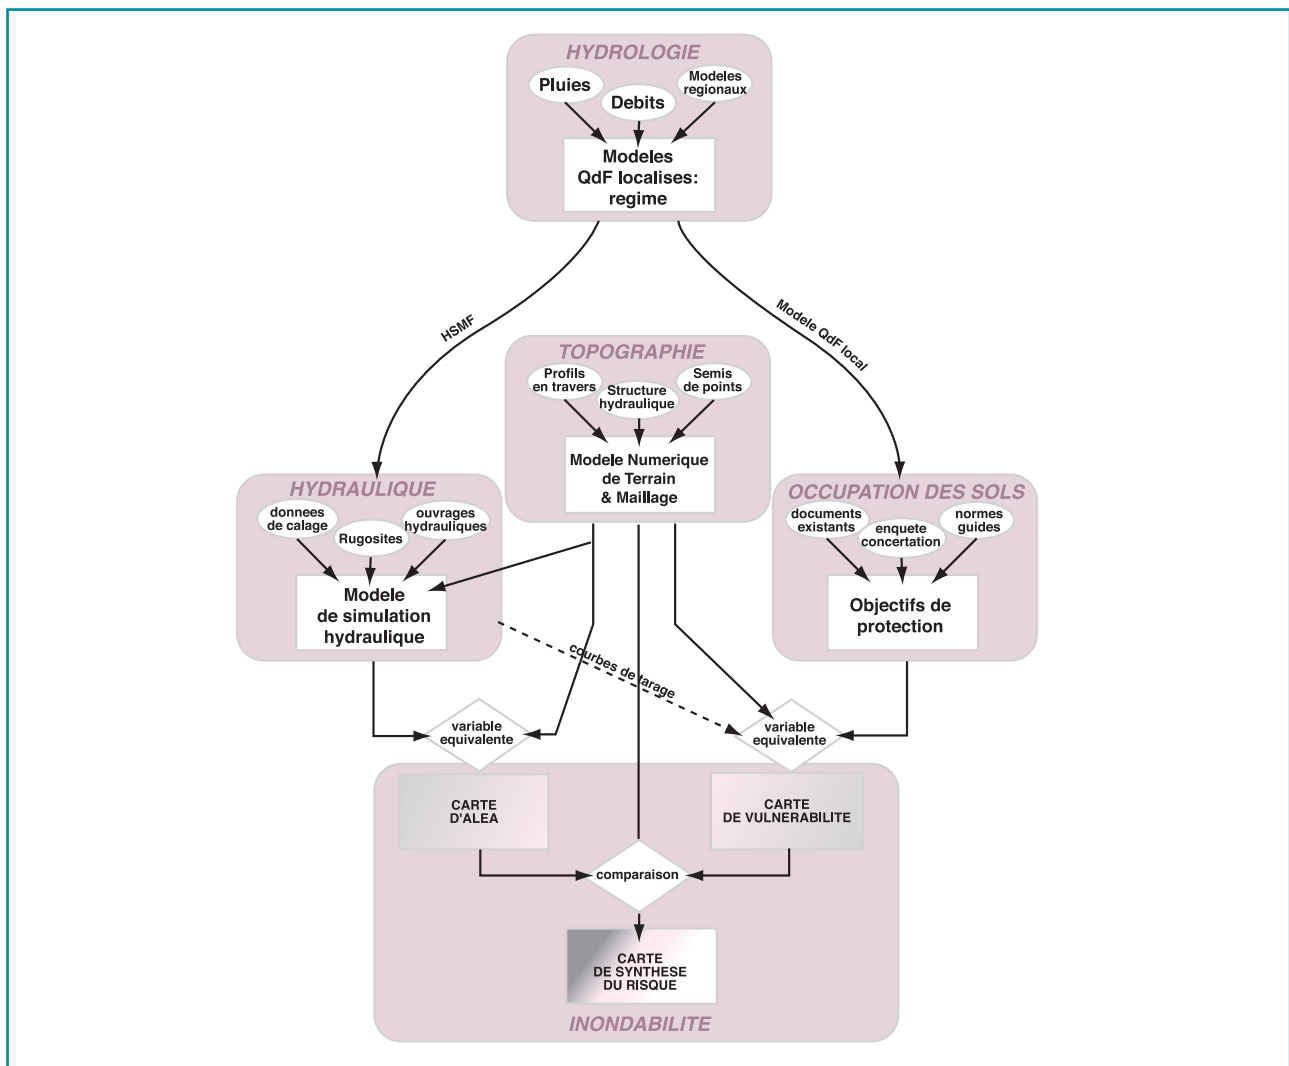 HYDROLOGIE
Pluies
Debits
Modeles
regionaux
Modeles
QdF localises:
regime
HSMF
Modele QdF local
TOPOGRAPHIE
Profils
en travers
Structure
hydraulique
Semis
de points
Modele Numerique
de Terrain
& Maillage
HYDRAULIQUE
donnees
de calage
Rugosites
ouvrages
hydrauliques
Modele
de simulation
hydraulique
OCCUPATION DES SOLS
documents
existants
enquete
concertation
normes
guides
Objectifs de
protection
courbes de tarage
variable
equivalente
variable
equivalente
CARTE
D'ALEA
CARTE
DE VULNERABILITE
comparaison
CARTE
DE SYNTHESE
DU RISQUE
INONDABILITE